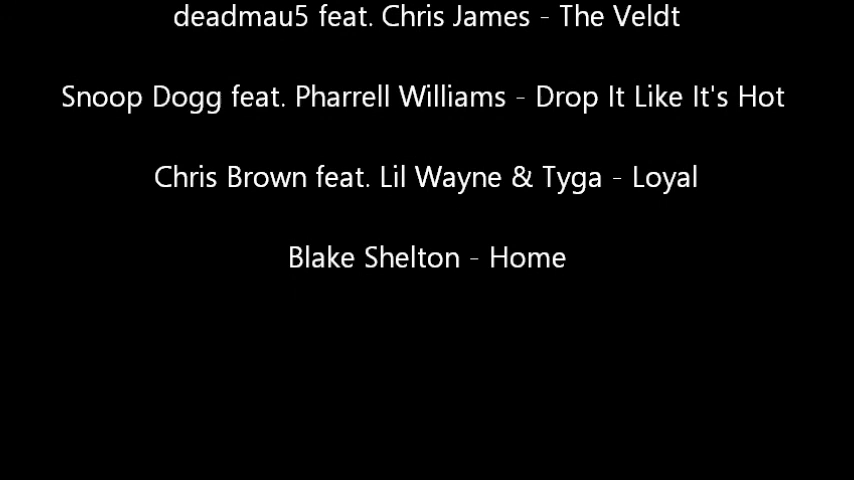 deadmau5 feat. Chris James - The Veldt
Snoop Dogg feat. Pharrell Williams - Drop It Like It's Hot
Chris Brown feat. Lil Wayne & Tyga - Loyal
Blake Shelton - Home